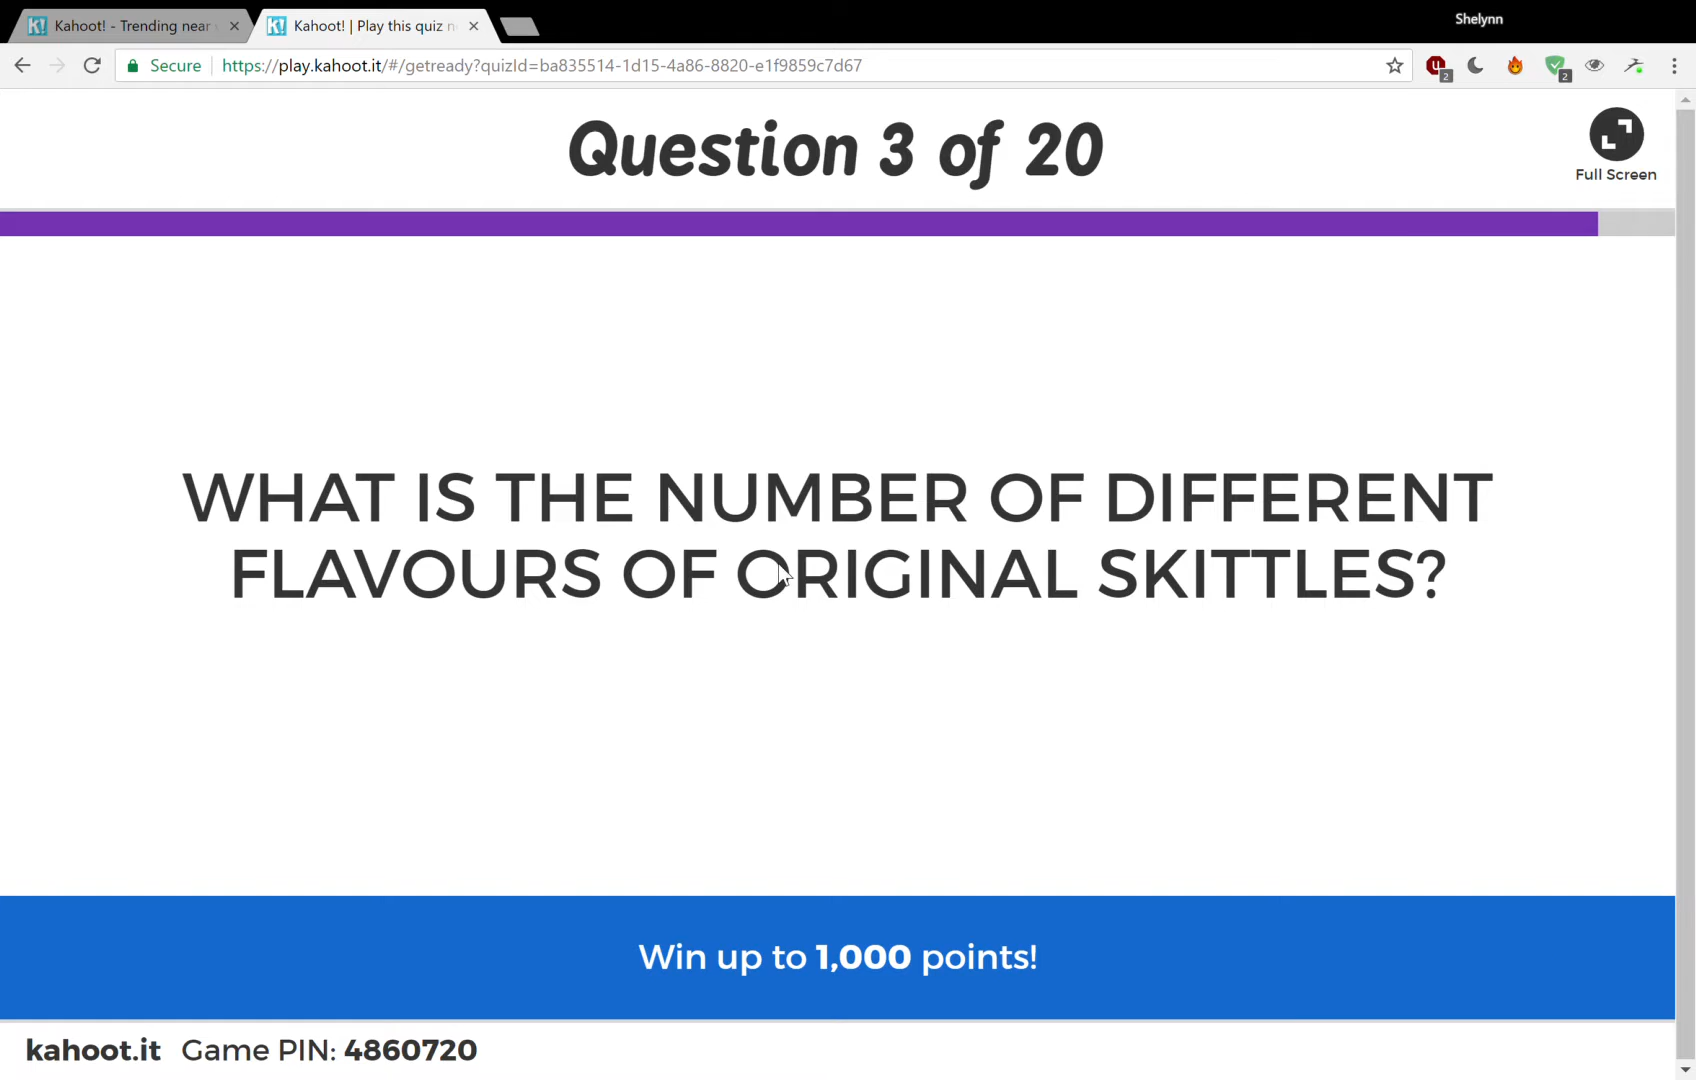 Kahoot! - Trending near
Kahoot! | Play this quiz n
Shelynn
Secure
https://play.kahoot.it/#/getready?quizId=ba835514-1d15-4a86-8820-e1f9859c7d67
2
2
Question 3 of 20
Full Screen
WHAT IS THE NUMBER OF DIFFERENT
FLAVOURS OF ORIGINAL SKITTLES?
Win up to 1,000 points!
kahoot.it Game PIN: 4860720